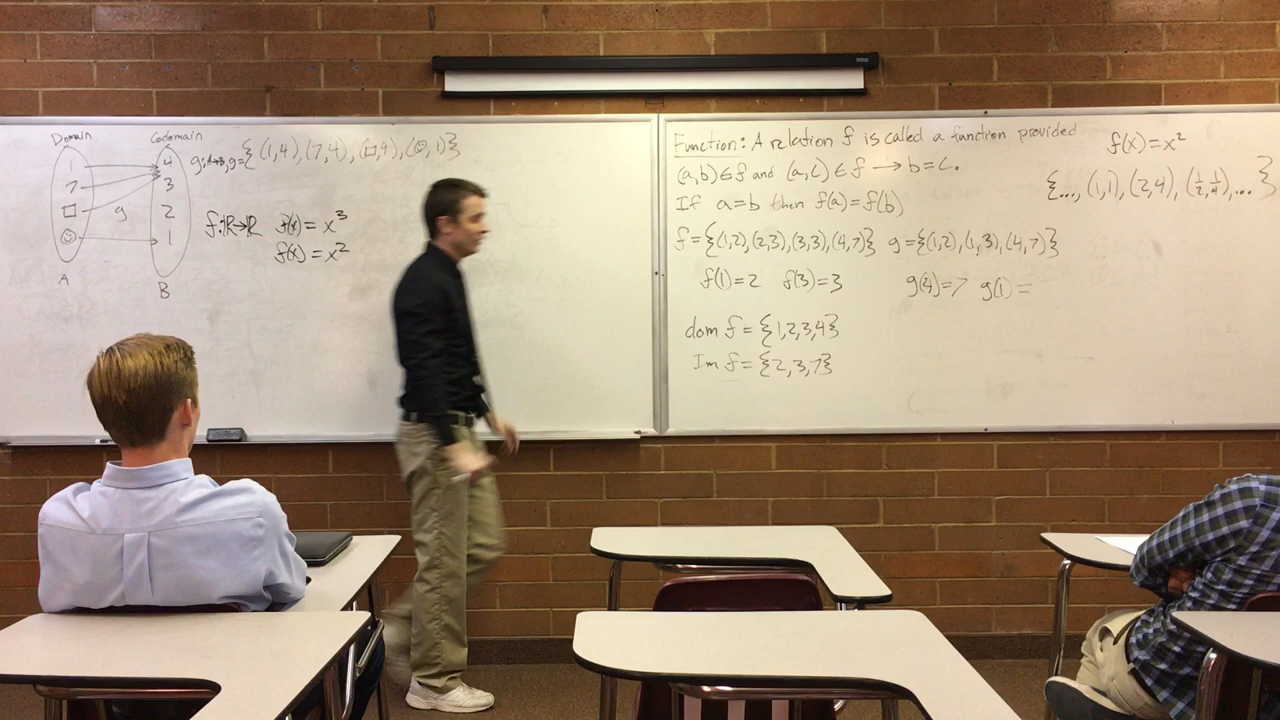 Domain Codomain
1 4
7 3
□ g 2
☺ 1
A B
g:A→B, g={(1,4),(7,4),(□,4),(☺,1)}
f:ℝ→ℝ f(x)=x³
f(x)=x²
Function: A relation f is called a function provided
(a,b)∈f and (a,c)∈f → b=c.
If a=b then f(a)=f(b)
f={(1,2),(2,3),(3,3),(4,7)} g={(1,2),(1,3),(4,7)}
f(1)=2 f(3)=3 g(4)=7 g(1)=
dom f={1,2,3,4}
Im f={2,3,7}
f(x)=x²
{...,(1,1),(2,4),(1/2,1/4),...}